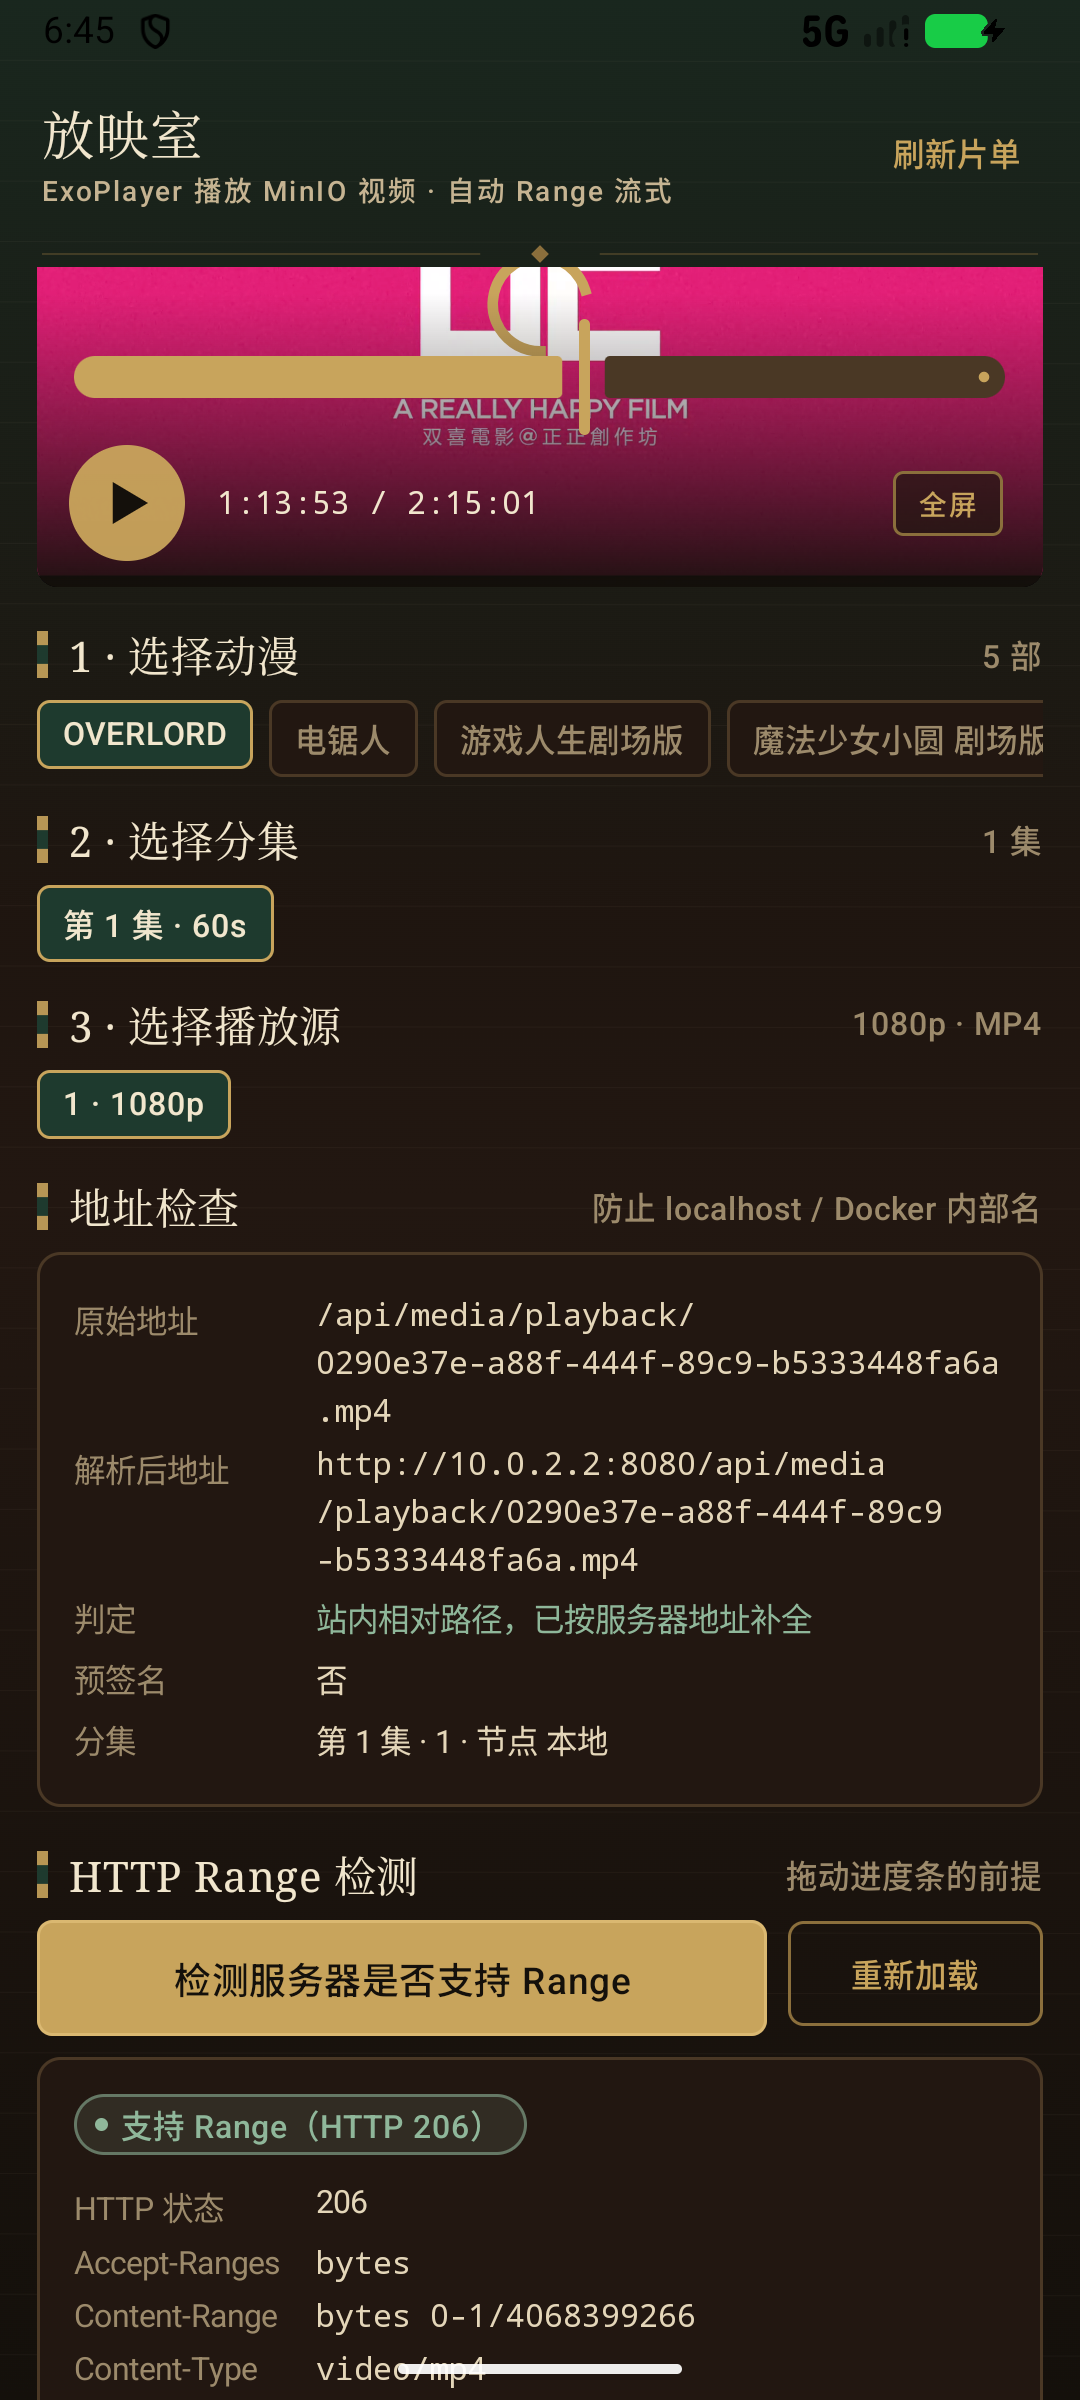 6:45
5G
放映室
刷新片单
ExoPlayer 播放 MinIO 视频 · 自动 Range 流式
A REALLY HAPPY FILM
双喜電影@正正創作坊
1:13:53 / 2:15:01
全屏
1 · 选择动漫
5 部
OVERLORD
电锯人
游戏人生剧场版
魔法少女小圆 剧场版
2 · 选择分集
1 集
第 1 集 · 60s
3 · 选择播放源
1080p · MP4
1 · 1080p
地址检查
防止 localhost / Docker 内部名
原始地址
/api/media/playback/
0290e37e-a88f-444f-89c9-b5333448fa6a
.mp4
解析后地址
http://10.0.2.2:8080/api/media
/playback/0290e37e-a88f-444f-89c9
-b5333448fa6a.mp4
判定
站内相对路径，已按服务器地址补全
预签名
否
分集
第 1 集 · 1 · 节点 本地
HTTP Range 检测
拖动进度条的前提
检测服务器是否支持 Range
重新加载
支持 Range（HTTP 206）
HTTP 状态
206
Accept-Ranges
bytes
Content-Range
bytes 0-1/4068399266
Content-Type
video/mp4